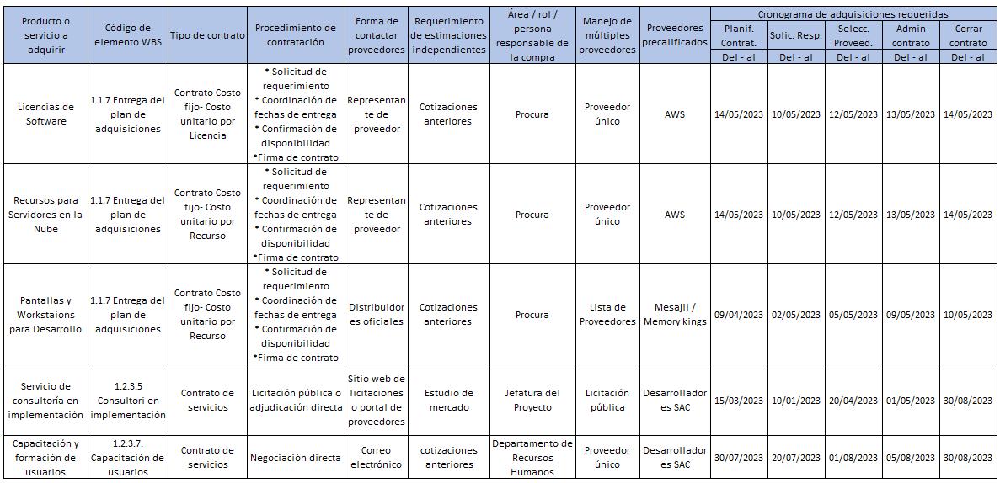 Producto o
servicio a
adquirir
Código de
elemento WBS
Tipo de contrato
Procedimiento de
contratación
Forma de
contactar
proveedores
Requerimiento
de estimaciones
independientes
Área / rol /
persona
responsable de
la compra
Manejo de
múltiples
proveedores
Proveedores
precalificados
Cronograma de adquisiciones requeridas
Planif.
Contrat.
Solic. Resp.
Selecc.
Proveed.
Admin
contrato
Cerrar
contrato
Del - al
Del - al
Del - al
Del - al
Del - al
Licencias de
Software
1.1.7 Entrega del
plan de
adquisiciones
Contrato Costo
fijo- Costo
unitario por
Licencia
* Solicitud de
requerimiento
* Coordinación de
fechas de entrega
* Confirmación de
disponibilidad
*Firma de contrato
Representan
te de
proveedor
Cotizaciones
anteriores
Procura
Proveedor
único
AWS
14/05/2023
10/05/2023
12/05/2023
13/05/2023
14/05/2023
Recursos para
Servidores en la
Nube
1.1.7 Entrega del
plan de
adquisiciones
Contrato Costo
fijo- Costo
unitario por
Recurso
* Solicitud de
requerimiento
* Coordinación de
fechas de entrega
* Confirmación de
disponibilidad
*Firma de contrato
Representan
te de
proveedor
Cotizaciones
anteriores
Procura
Proveedor
único
AWS
14/05/2023
10/05/2023
12/05/2023
13/05/2023
14/05/2023
Pantallas y
Workstaions
para Desarrollo
1.1.7 Entrega del
plan de
adquisiciones
Contrato Costo
fijo- Costo
unitario por
Recurso
* Solicitud de
requerimiento
* Coordinación de
fechas de entrega
* Confirmación de
disponibilidad
*Firma de contrato
Distribuidor
es oficiales
Cotizaciones
anteriores
Procura
Lista de
Proveedores
Mesajil /
Memory kings
09/04/2023
02/05/2023
05/05/2023
09/05/2023
10/05/2023
Servicio de
consultoría en
implementación
1.2.3.5
Consultori en
implementación
Contrato de
servicios
Licitación pública o
adjudicación directa
Sitio web de
licitaciones
o portal de
proveedores
Estudio de
mercado
Jefatura del
Proyecto
Licitación
pública
Desarrollador
es SAC
15/03/2023
10/01/2023
20/04/2023
01/05/2023
30/08/2023
Capacitación y
formación de
usuarios
1.2.3.7.
Capacitación de
usuarios
Contrato de
servicios
Negociación directa
Correo
electrónico
cotizaciones
anteriores
Departamento de
Recursos
Humanos
Proveedor
único
Desarrollador
es SAC
30/07/2023
20/07/2023
01/08/2023
05/08/2023
30/08/2023